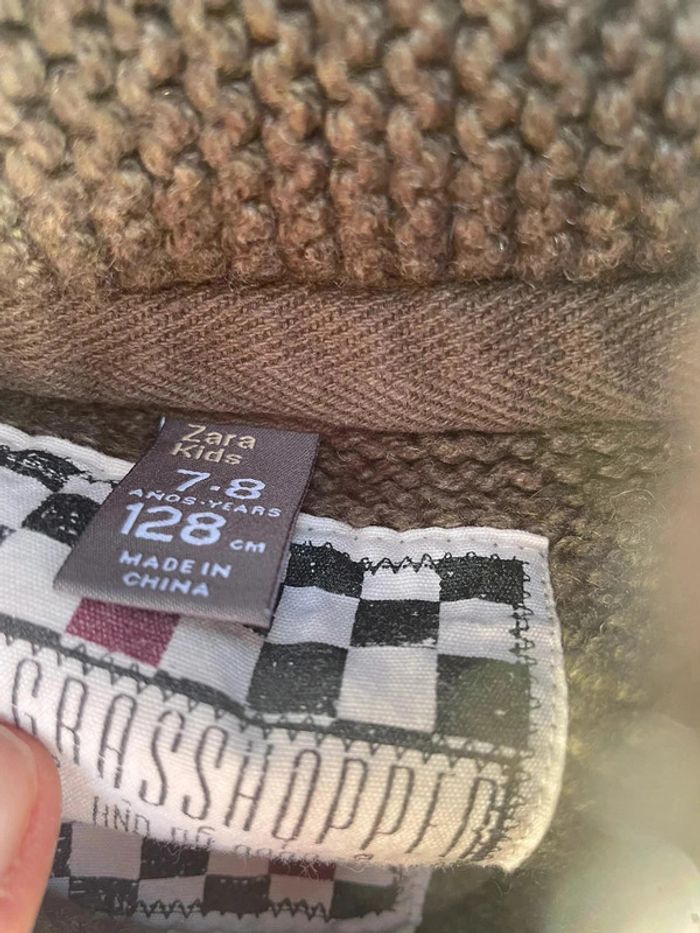 Zara
Kids
7-8
AÑOS-YEARS
128 cm
MADE IN
CHINA
GRASSHOPPER